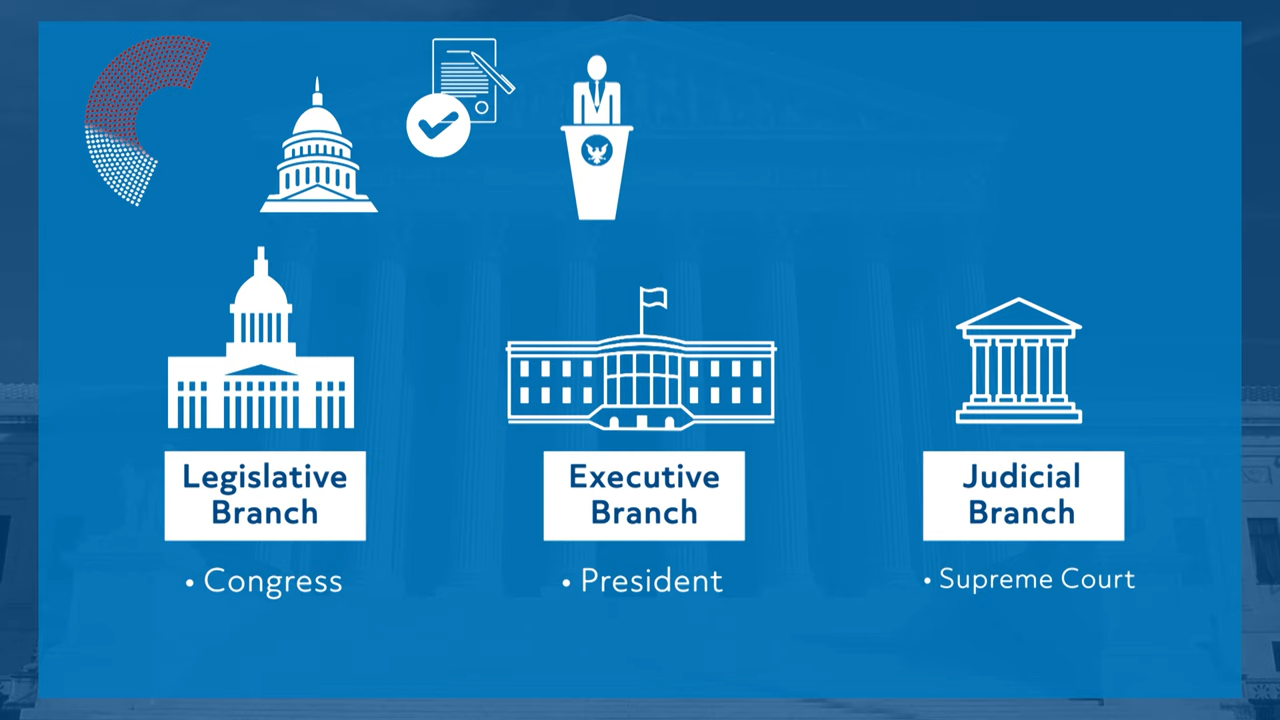 Legislative
Branch
Executive
Branch
Judicial
Branch
• Congress
• President
• Supreme Court